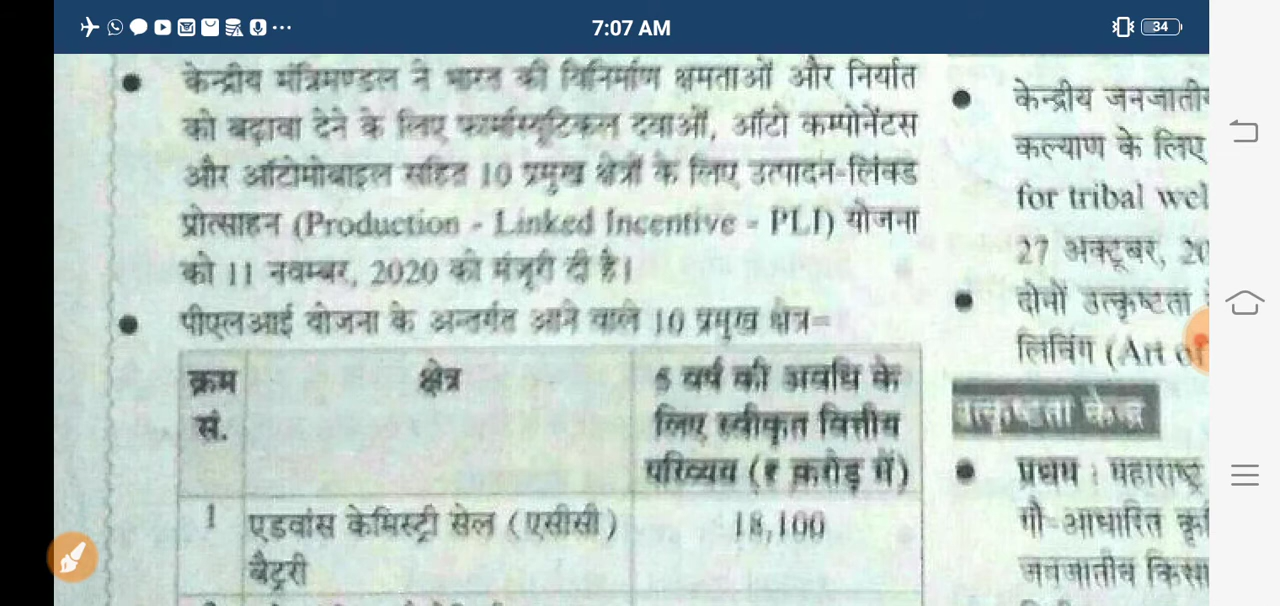 7:07 AM
34
केन्द्रीय मंत्रिमण्डल ने भारत की विनिर्माण क्षमताओं और निर्यात
को बढ़ावा देने के लिए फार्मास्यूटिकल दवाओं, ऑटो कम्पोनेंटस
और ऑटोमोबाइल सहित 10 प्रमुख क्षेत्रों के लिए उत्पादन-लिंक्ड
प्रोत्साहन (Production - Linked Incentive - PLI) योजना
को 11 नवम्बर, 2020 को मंजूरी दी है।
पीएलआई योजना के अन्तर्गत आने वाले 10 प्रमुख क्षेत्र=
क्रम
सं.
क्षेत्र
5 वर्ष की अवधि के
लिए स्वीकृत वित्तीय
परिव्यय (₹ करोड़ में)
1 एडवांस केमिस्ट्री सेल (एसीसी)
बैटरी
18,100
केन्द्रीय जनजातीय
कल्याण के लिए
for tribal wel
27 अक्टूबर, 20
दोनों उत्कृष्टता
लिविंग (Art of
उत्कृष्टता केन्द्र
प्रथम : महाराष्ट्र
गौ-आधारित कृ
जनजातीय किसा